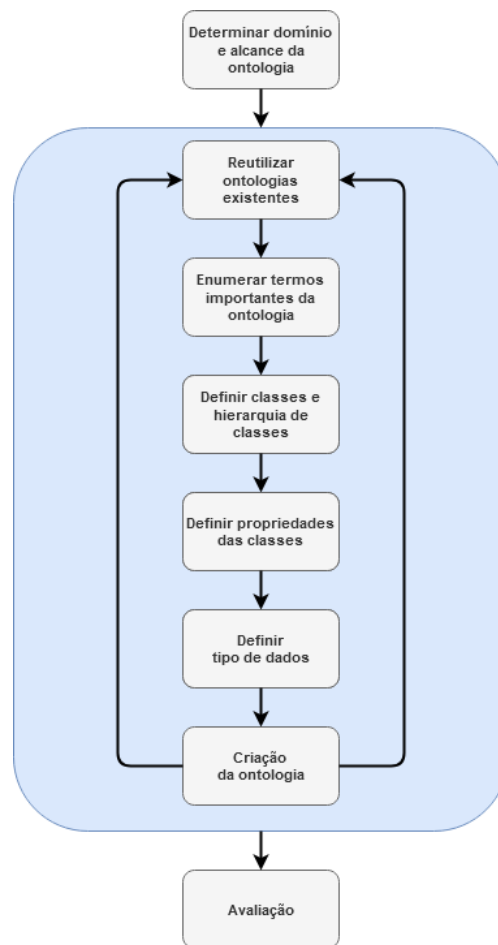 Determinar domínio
e alcance da
ontologia
Reutilizar
ontologias
existentes
Enumerar termos
importantes da
ontologia
Definir classes e
hierarquia de
classes
Definir propriedades
das classes
Definir
tipo de dados
Criação
da ontologia
Avaliação